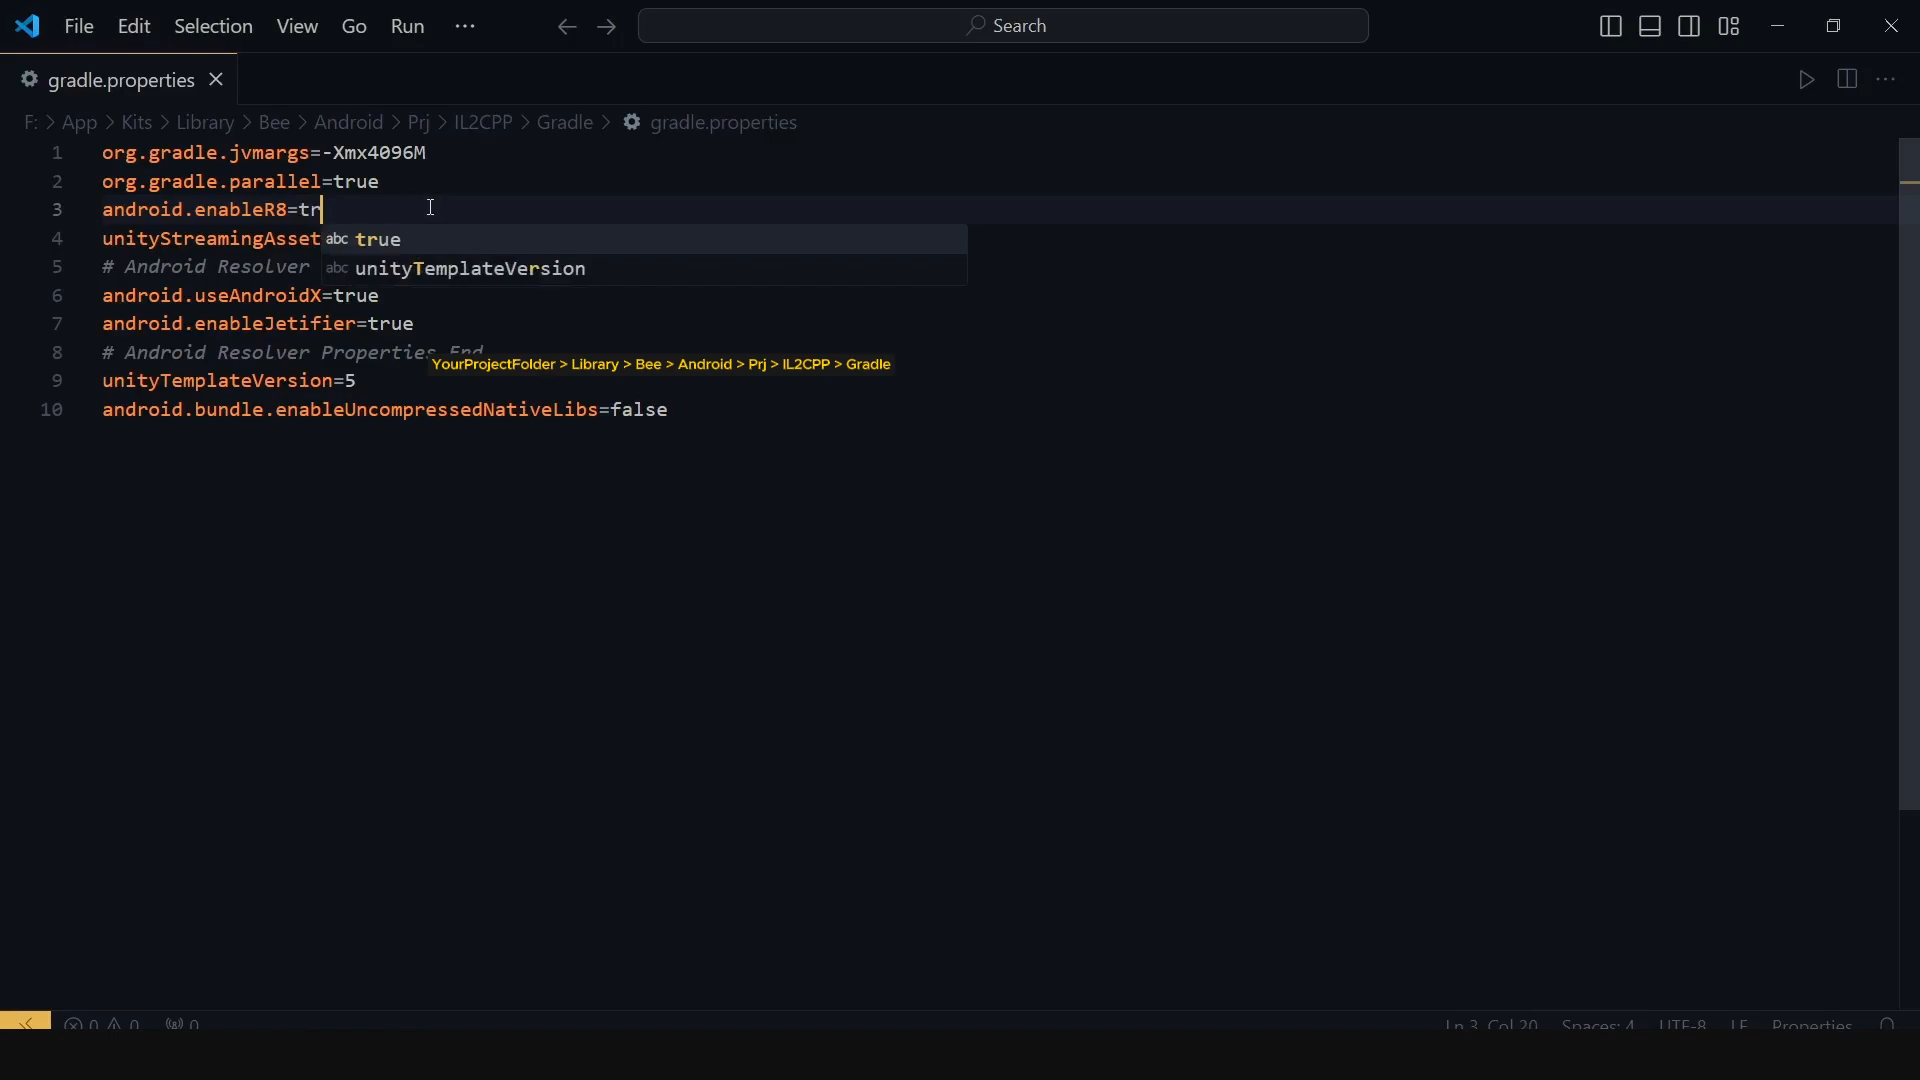 File Edit Selection View Go Run ··· Search
gradle.properties
F: > App > Kits > Library > Bee > Android > Prj > IL2CPP > Gradle > gradle.properties
1 org.gradle.jvmargs=-Xmx4096M
2 org.gradle.parallel=true
3 android.enableR8=tr
4 unityStreamingAsset abc true
5 # Android Resolver abc unityTemplateVersion
6 android.useAndroidX=true
7 android.enableJetifier=true
8 # Android Resolver Properties End
YourProjectFolder > Library > Bee > Android > Prj > IL2CPP > Gradle
9 unityTemplateVersion=5
10 android.bundle.enableUncompressedNativeLibs=false
0 0 0 Ln 3, Col 20 Spaces: 4 UTF-8 LF Properties